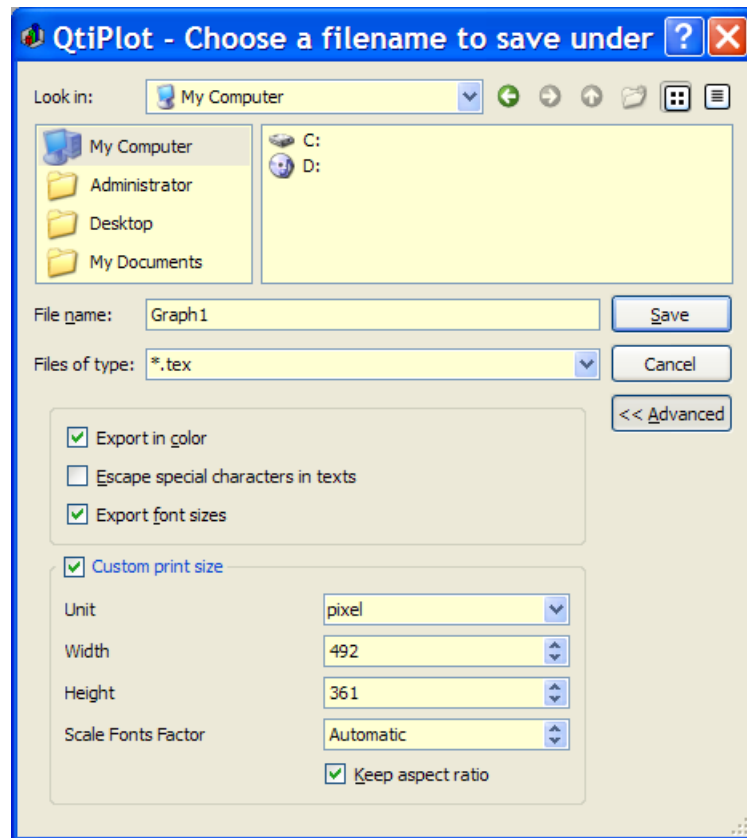 QtiPlot - Choose a filename to save under
Look in: My Computer
My Computer
Administrator
Desktop
My Documents
C:
D:
File name: Graph1 Save
Files of type: *.tex Cancel
<< Advanced
Export in color
Escape special characters in texts
Export font sizes
Custom print size
Unit pixel
Width 492
Height 361
Scale Fonts Factor Automatic
Keep aspect ratio